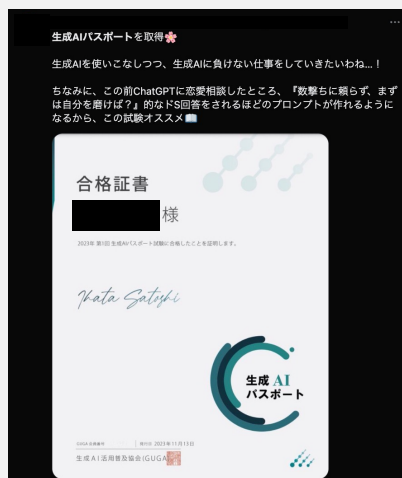 生成AIパスポートを取得🌸
生成AIを使いこなしつつ、生成AIに負けない仕事をしていきたいわね...！
ちなみに、この前ChatGPTに恋愛相談したところ、『数撃ちに頼らず、まず
は自分を磨けば？』的なドS回答をされるほどのプロンプトが作れるように
なるから、この試験オススメ📖
合格証書
様
2023年 第1回 生成AIパスポート試験に合格したことを証明します。
生成 AI
パスポート
発行日 2023年11月13日
生成AI活用普及協会(GUGA)